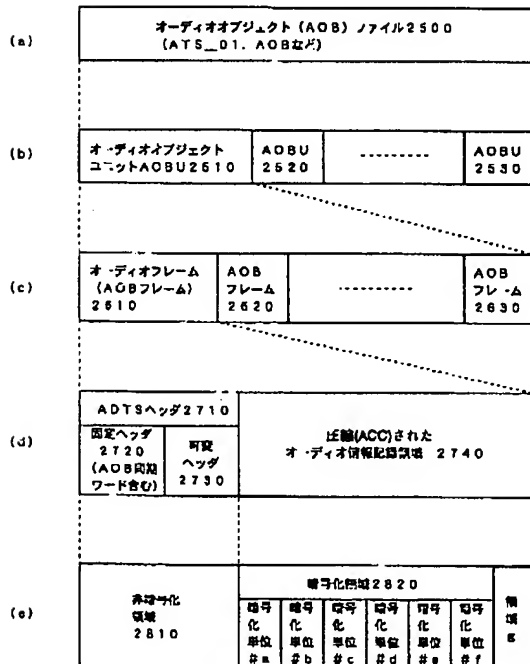 (a)
オーディオオブジェクト (AOB) ファイル2500
(ATS__01. AOBなど)
(b)
オーディオオブジェクト
ユニットAOBU2510
AOBU
2520
AOBU
2530
(c)
オーディオフレーム
(AOBフレーム)
2610
AOB
フレーム
2620
AOB
フレーム
2630
(d)
ADTSヘッダ2710
固定ヘッダ
2720
(AOB同期
ワード含む)
可変
ヘッダ
2730
圧縮(ACC)された
オーディオ情報記録領域 2740
(e)
非暗号化
領域
2810
暗号化領域2820
暗号
化
単位
#a
暗号
化
単位
#b
暗号
化
単位
#c
暗号
化
単位
#d
暗号
化
単位
#e
暗号
化
単位
#f
領
域
g